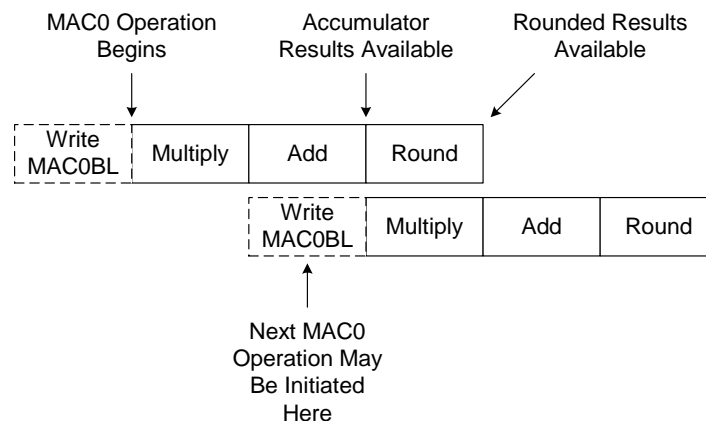 MAC0 Operation
Begins
Accumulator
Results Available
Rounded Results
Available
Write
MAC0BL
Multiply
Add
Round
Write
MAC0BL
Multiply
Add
Round
Next MAC0
Operation May
Be Initiated
Here